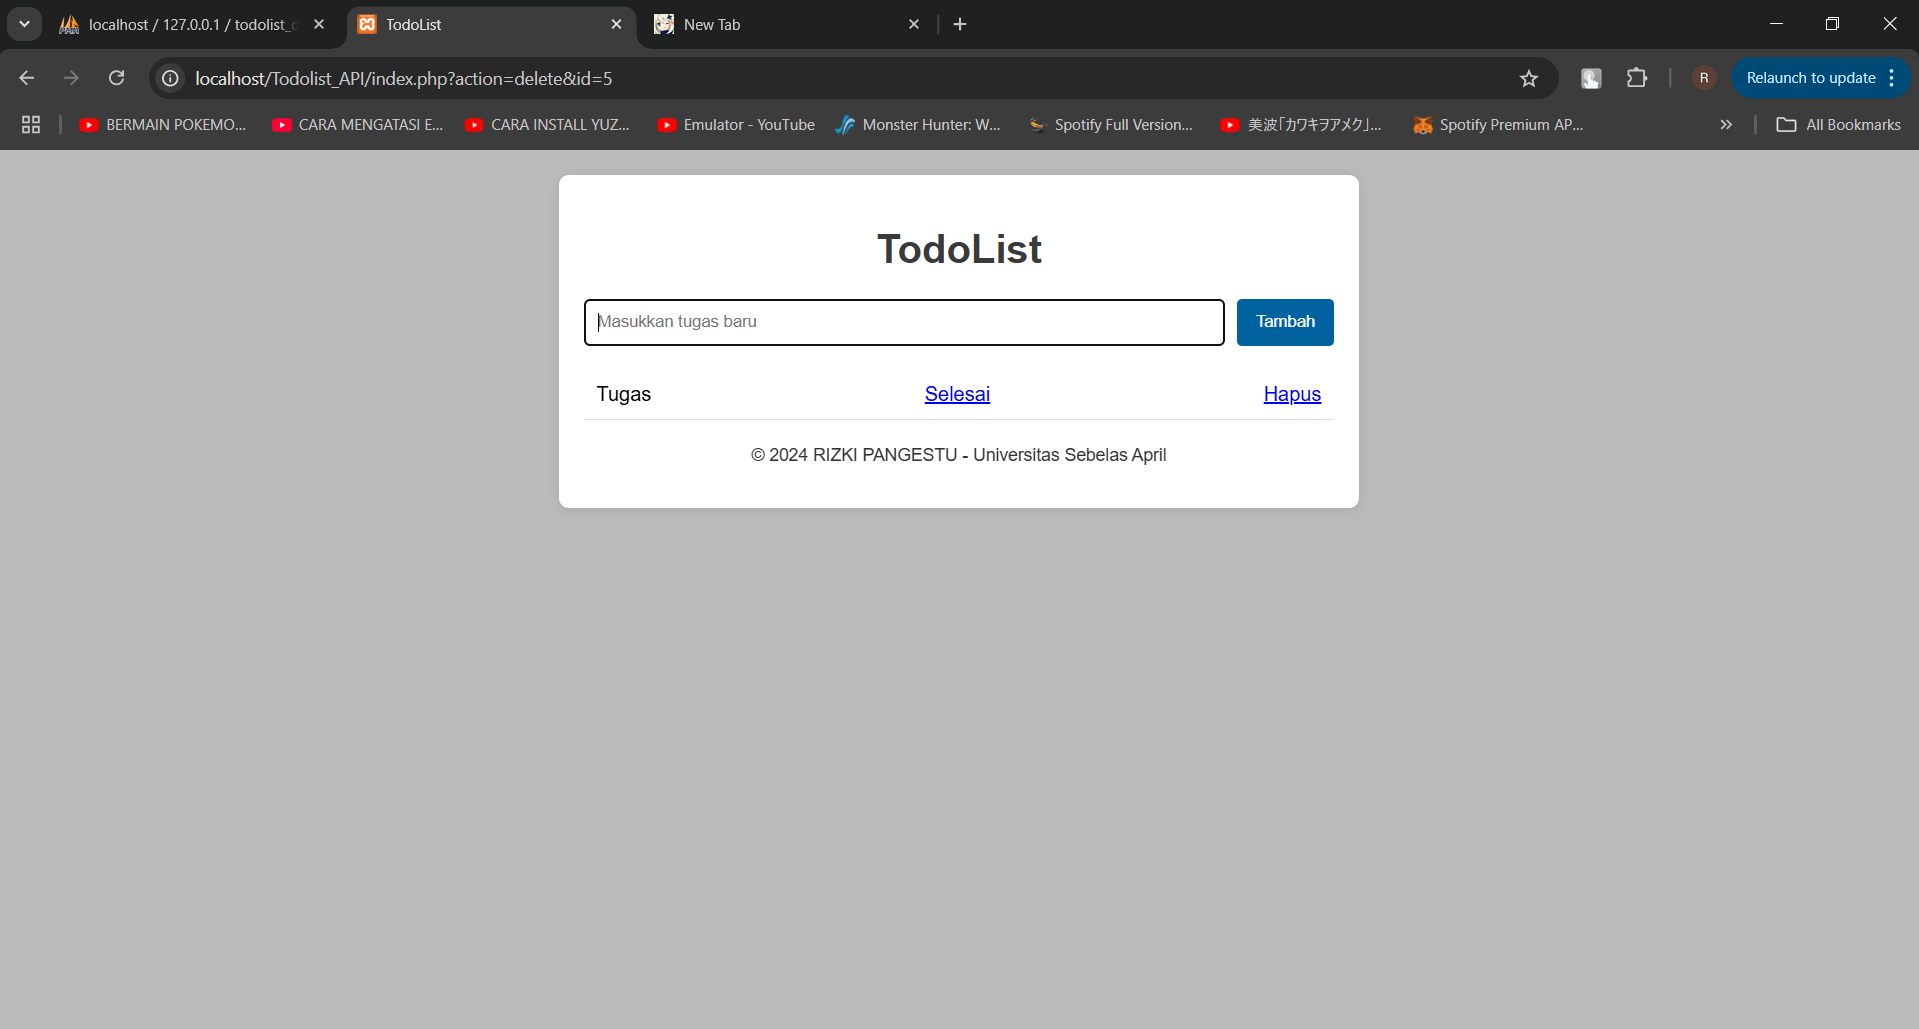 localhost / 127.0.0.1 / todolist_d
TodoList
New Tab
localhost/Todolist_API/index.php?action=delete&id=5
R
Relaunch to update
BERMAIN POKEMO...
CARA MENGATASI E...
CARA INSTALL YUZ...
Emulator - YouTube
Monster Hunter: W...
Spotify Full Version...
美波「カワキヲアメク」...
Spotify Premium AP...
All Bookmarks
TodoList
Masukkan tugas baru
Tambah
Tugas
Selesai
Hapus
© 2024 RIZKI PANGESTU - Universitas Sebelas April